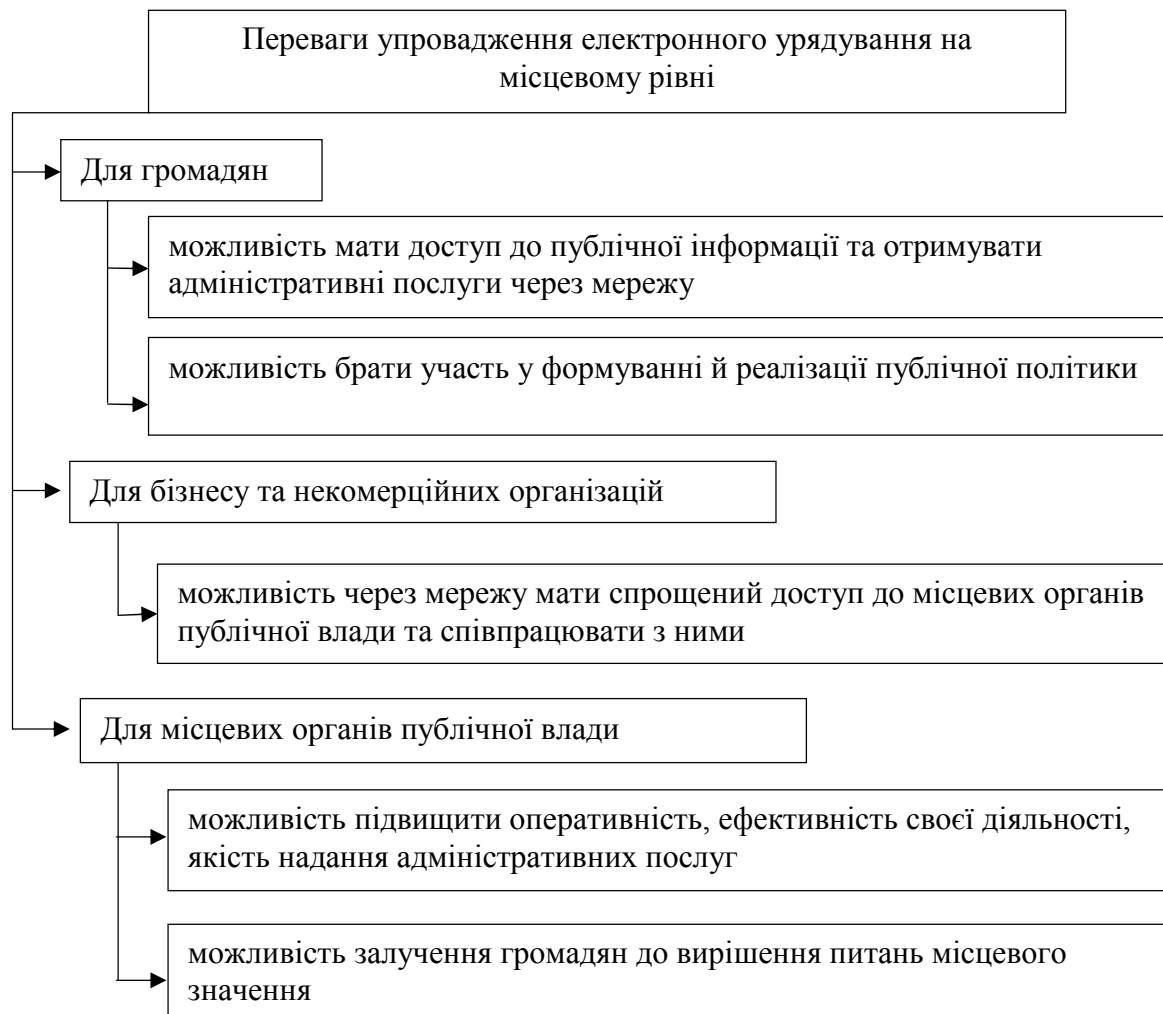 Переваги упровадження електронного урядування на
місцевому рівні
Для громадян
можливість мати доступ до публічної інформації та отримувати
адміністративні послуги через мережу
можливість брати участь у формуванні й реалізації публічної політики
Для бізнесу та некомерційних організацій
можливість через мережу мати спрощений доступ до місцевих органів
публічної влади та співпрацювати з ними
Для місцевих органів публічної влади
можливість підвищити оперативність, ефективність своєї діяльності,
якість надання адміністративних послуг
можливість залучення громадян до вирішення питань місцевого
значення